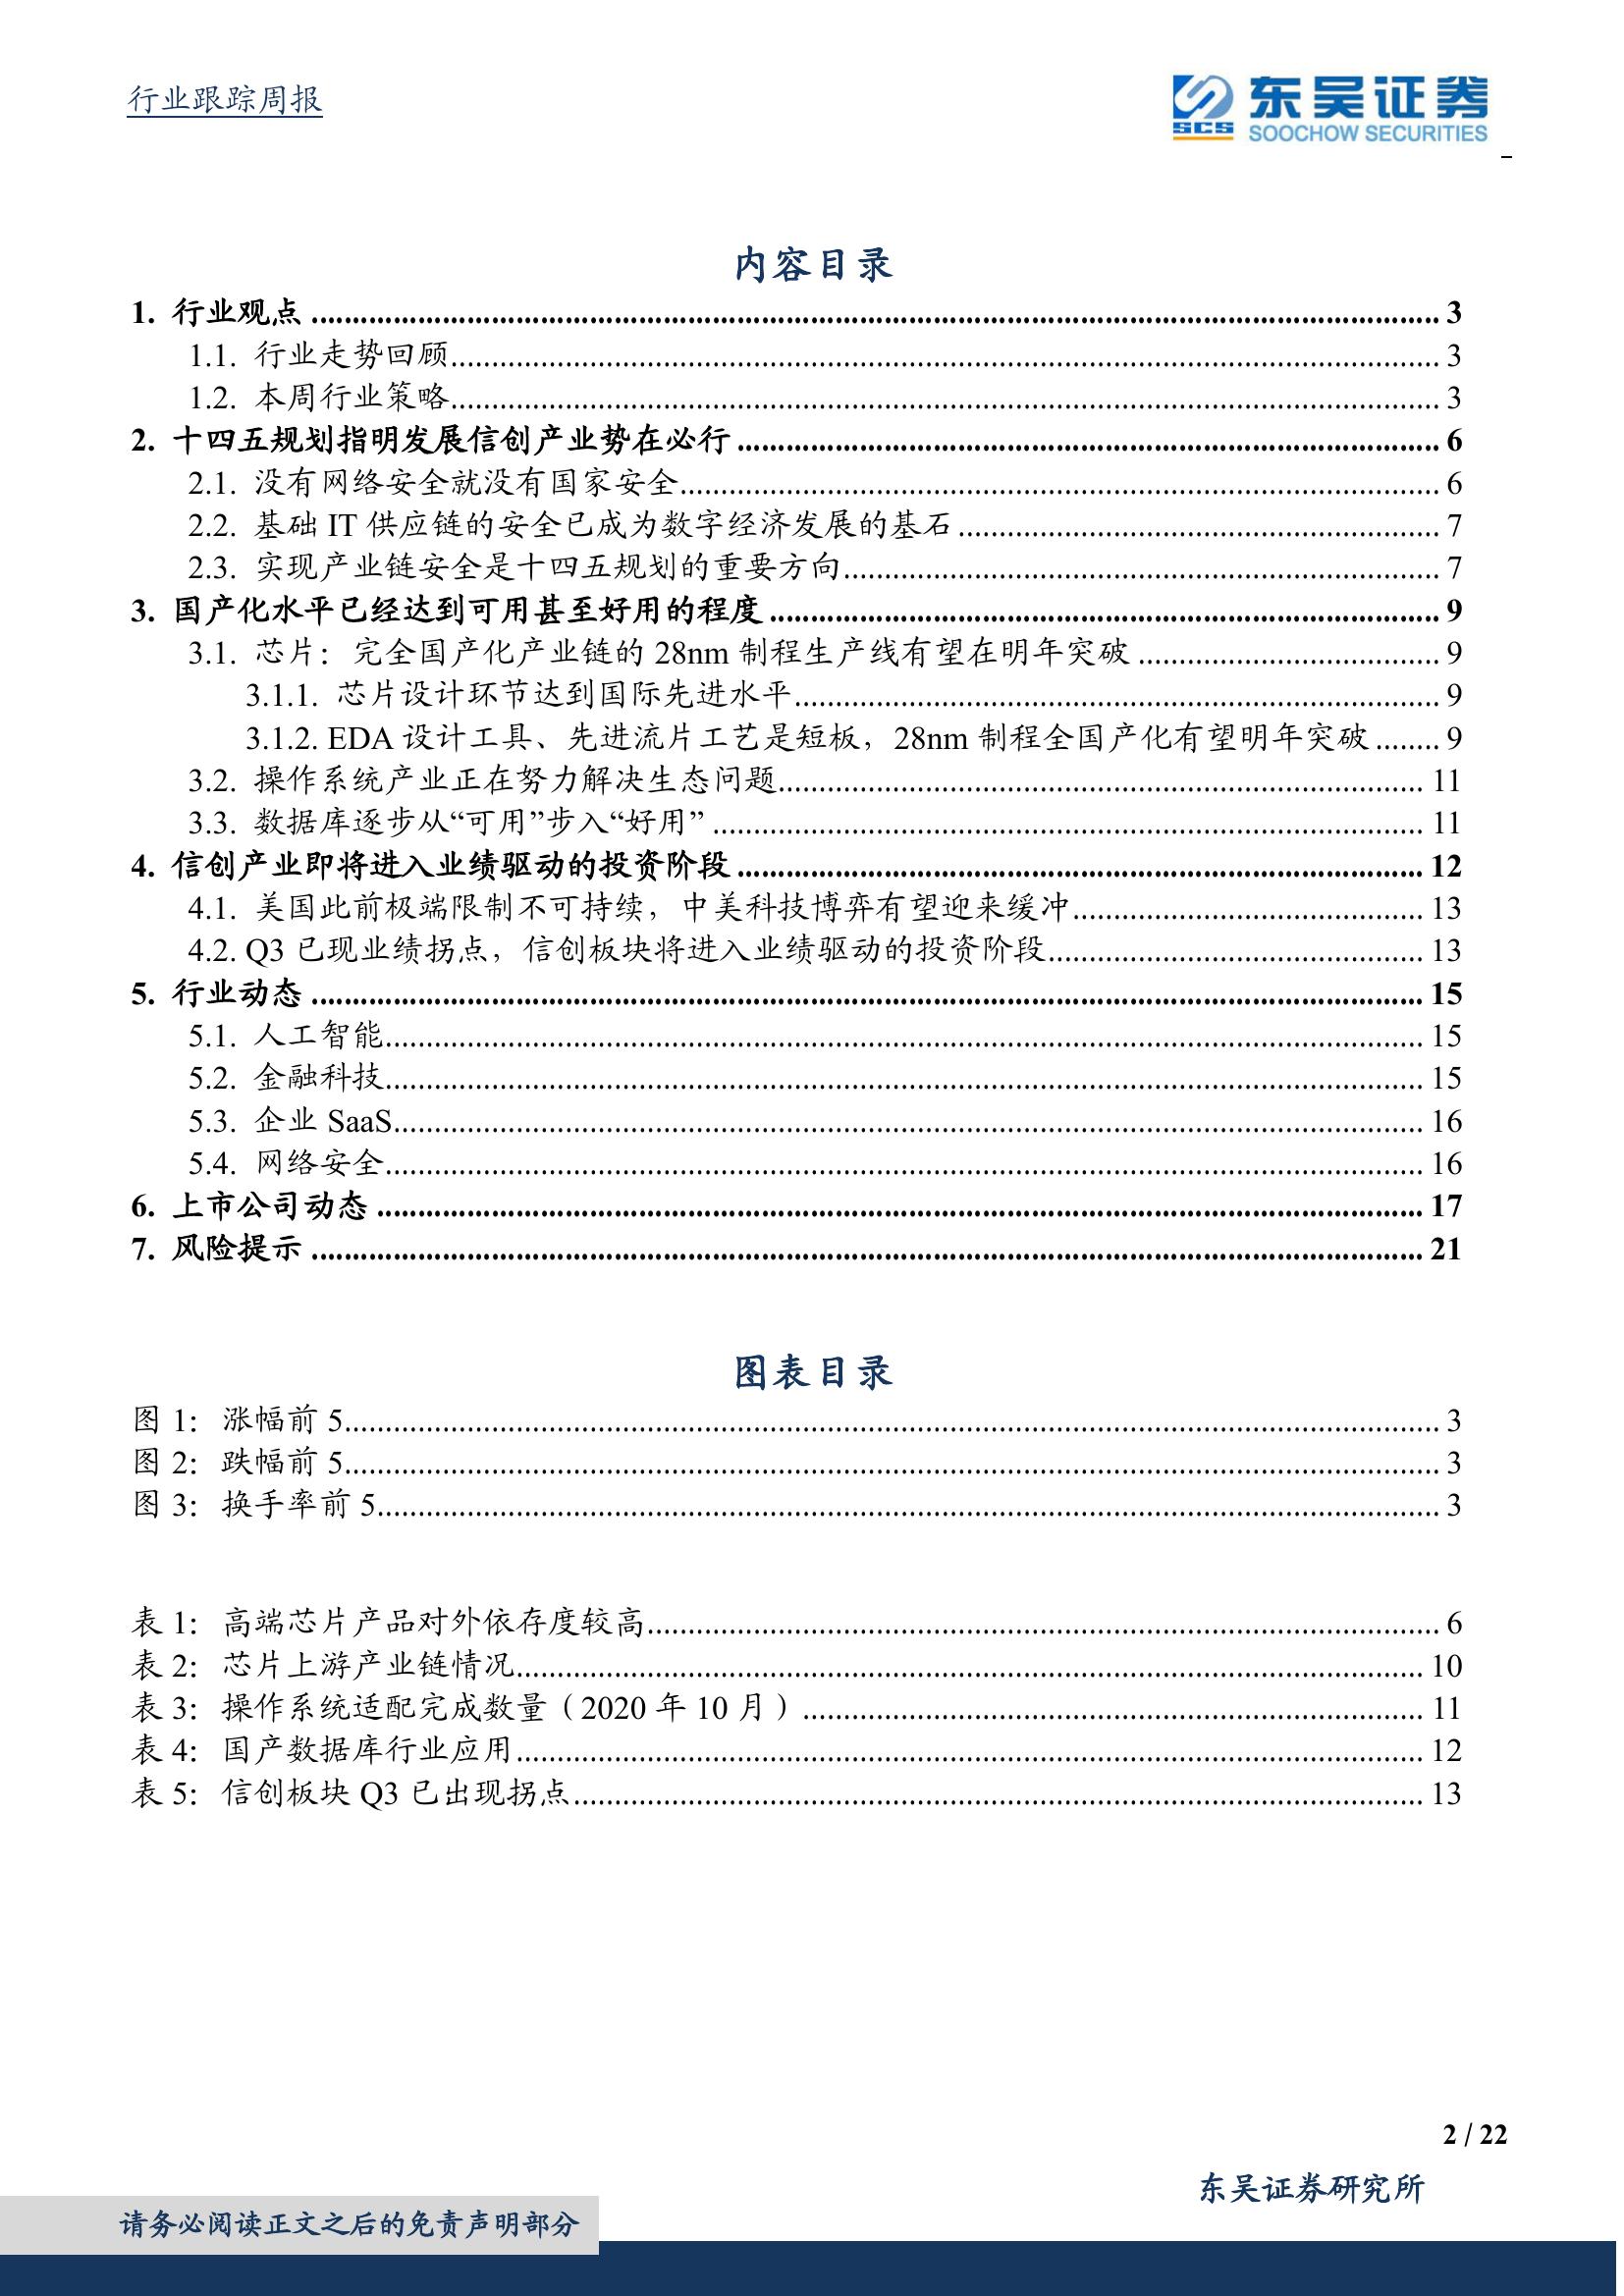 行业跟踪周报
SCS 东吴证券
SOOCHOW SECURITIES
内容目录
1. 行业观点 3
1.1. 行业走势回顾 3
1.2. 本周行业策略 3
2. 十四五规划指明发展信创产业势在必行 6
2.1. 没有网络安全就没有国家安全 6
2.2. 基础 IT 供应链的安全已成为数字经济发展的基石 7
2.3. 实现产业链安全是十四五规划的重要方向 7
3. 国产化水平已经达到可用甚至好用的程度 9
3.1. 芯片：完全国产化产业链的 28nm 制程生产线有望在明年突破 9
3.1.1. 芯片设计环节达到国际先进水平 9
3.1.2. EDA 设计工具、先进流片工艺是短板，28nm 制程全国产化有望明年突破 9
3.2. 操作系统产业正在努力解决生态问题 11
3.3. 数据库逐步从“可用”步入“好用” 11
4. 信创产业即将进入业绩驱动的投资阶段 12
4.1. 美国此前极端限制不可持续，中美科技博弈有望迎来缓冲 13
4.2. Q3 已现业绩拐点，信创板块将进入业绩驱动的投资阶段 13
5. 行业动态 15
5.1. 人工智能 15
5.2. 金融科技 15
5.3. 企业 SaaS 16
5.4. 网络安全 16
6. 上市公司动态 17
7. 风险提示 21
图表目录
图 1：涨幅前 5 3
图 2：跌幅前 5 3
图 3：换手率前 5 3
表 1：高端芯片产品对外依存度较高 6
表 2：芯片上游产业链情况 10
表 3：操作系统适配完成数量（2020 年 10 月） 11
表 4：国产数据库行业应用 12
表 5：信创板块 Q3 已出现拐点 13
2 / 22
东吴证券研究所
请务必阅读正文之后的免责声明部分